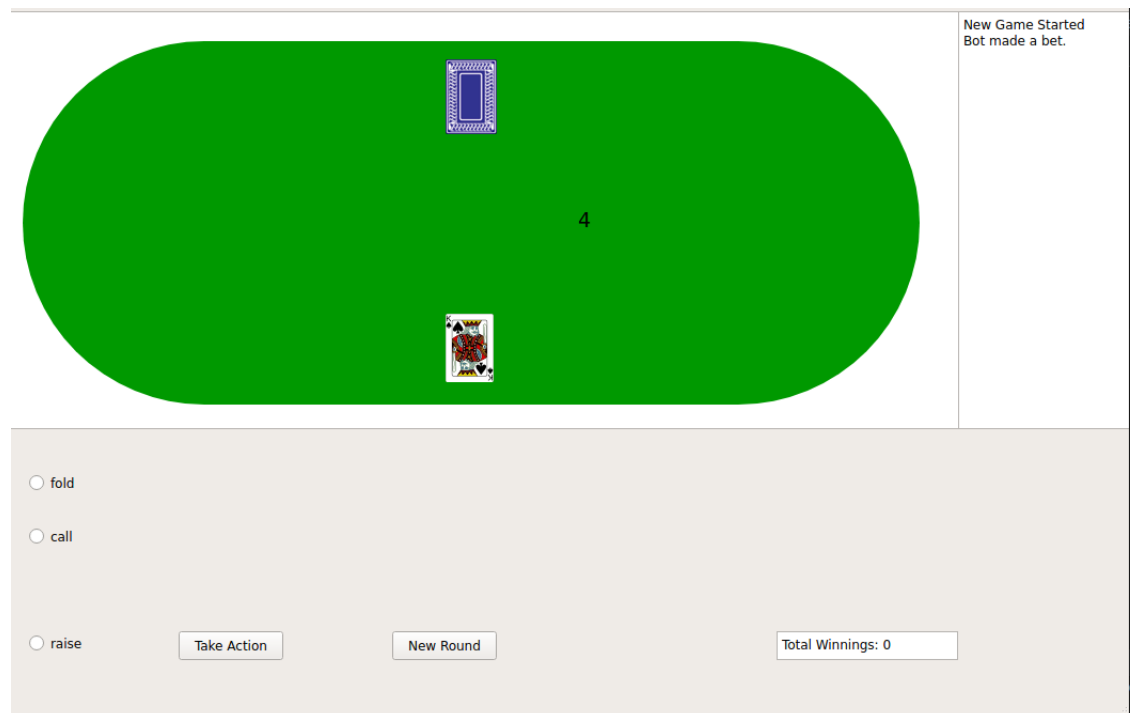 New Game Started
Bot made a bet.
4
K
K
fold
call
raise
Take Action
New Round
Total Winnings: 0